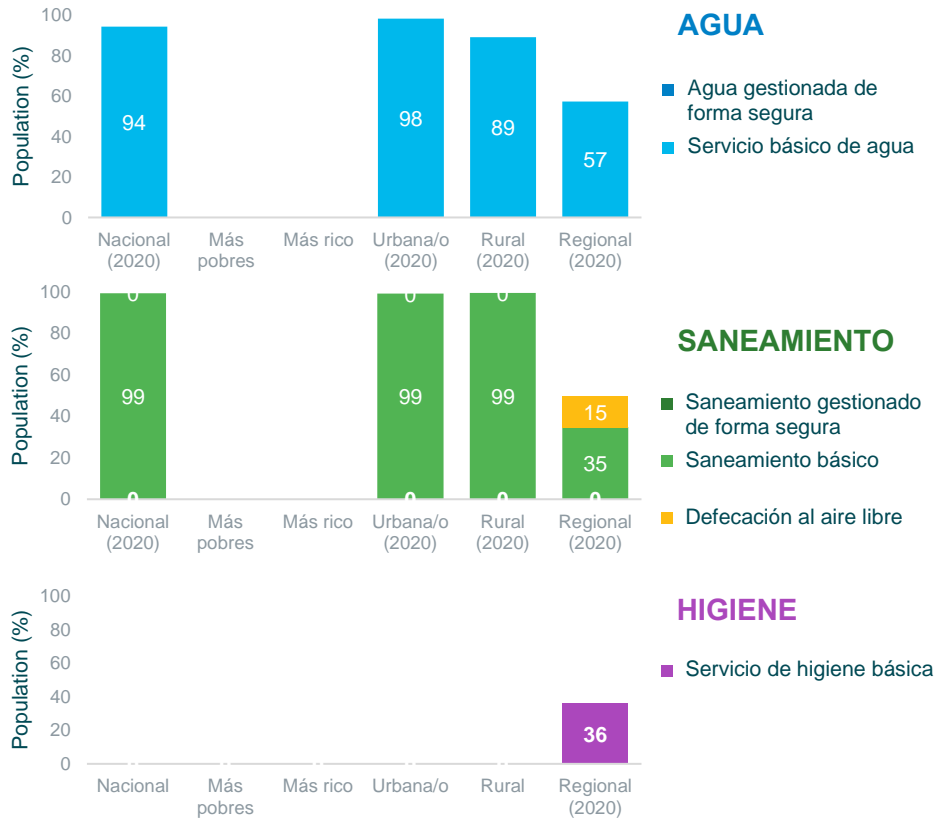 AGUA
Population (%)
100
80
60
40
20
0
94
98
89
57
Nacional
(2020)
Más
pobres
Más rico
Urbana/o
(2020)
Rural
(2020)
Regional
(2020)
Agua gestionada de
forma segura
Servicio básico de agua
SANEAMIENTO
Population (%)
100
80
60
40
20
0
0
0
0
99
99
99
15
35
0
0
0
0
Nacional
(2020)
Más
pobres
Más rico
Urbana/o
(2020)
Rural
(2020)
Regional
(2020)
Saneamiento gestionado
de forma segura
Saneamiento básico
Defecación al aire libre
HIGIENE
Population (%)
100
80
60
40
20
0
36
Nacional
Más
pobres
Más rico
Urbana/o
Rural
Regional
(2020)
Servicio de higiene básica